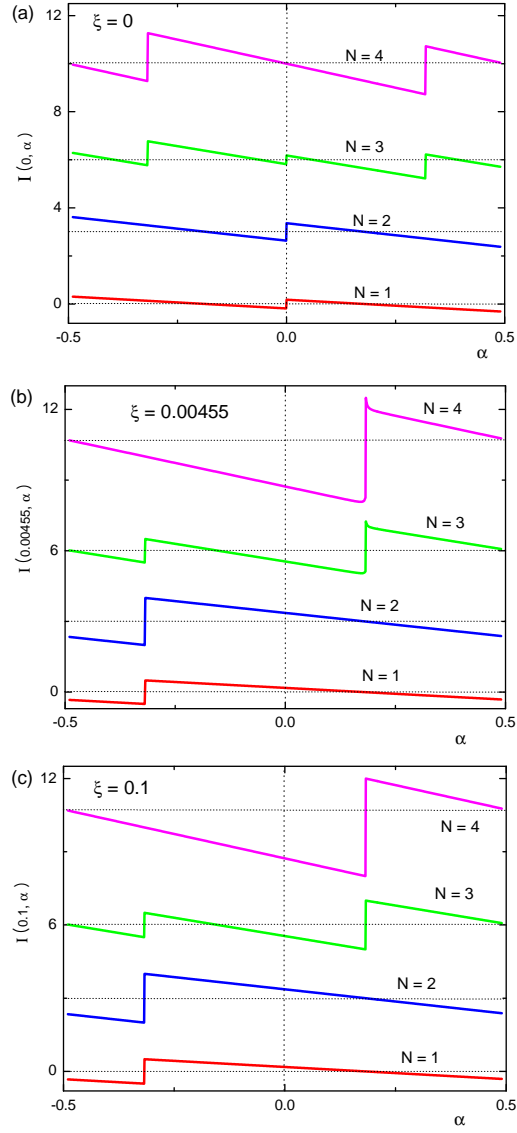 (a)
ξ = 0
12
8
4
0
I (0, α)
N = 4
N = 3
N = 2
N = 1
-0.5
0.0
0.5
α
(b)
ξ = 0.00455
12
6
0
I (0.00455, α)
N = 4
N = 3
N = 2
N = 1
-0.5
0.0
0.5
α
(c)
ξ = 0.1
12
6
0
I (0.1, α)
N = 4
N = 3
N = 2
N = 1
-0.5
0.0
0.5
α